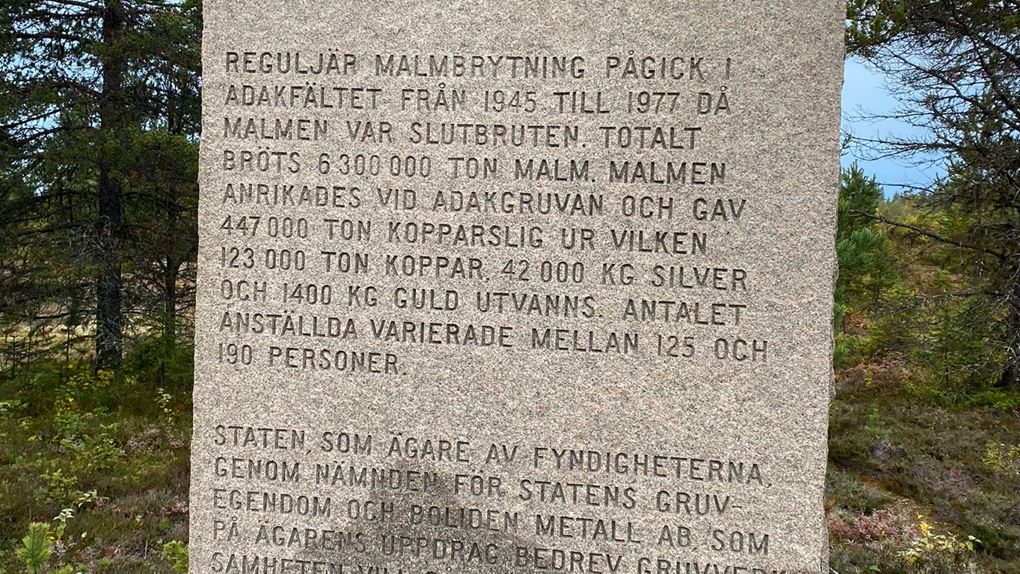 REGULJÄR MALMBRYTNING PÅGICK I
ADAKFÄLTET FRÅN 1945 TILL 1977 DÅ
MALMEN VAR SLUTBRUTEN. TOTALT
BRÖTS 6 300 000 TON MALM. MALMEN
ANRIKADES VID ADAKGRUVAN OCH GAV
447 000 TON KOPPARSLIG UR VILKEN
123 000 TON KOPPAR, 42 000 KG SILVER
OCH 1400 KG GULD UTVANNS. ANTALET
ANSTÄLLDA VARIERADE MELLAN 125 OCH
190 PERSONER.
STATEN, SOM ÄGARE AV FYNDIGHETERNA,
GENOM NÄMNDEN FÖR STATENS GRUV-
EGENDOM OCH BOLIDEN METALL AB, SOM
PÅ ÄGARENS UPPDRAG BEDREV
SAMHETEN VILL